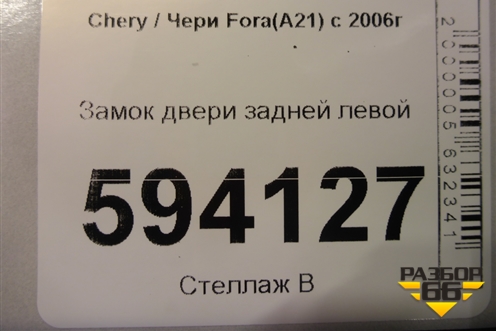 Chery / Чери Fora(A21) с 2006г
Замок двери задней левой
594127
Стеллаж В
2000005632341
РАЗБОР
66